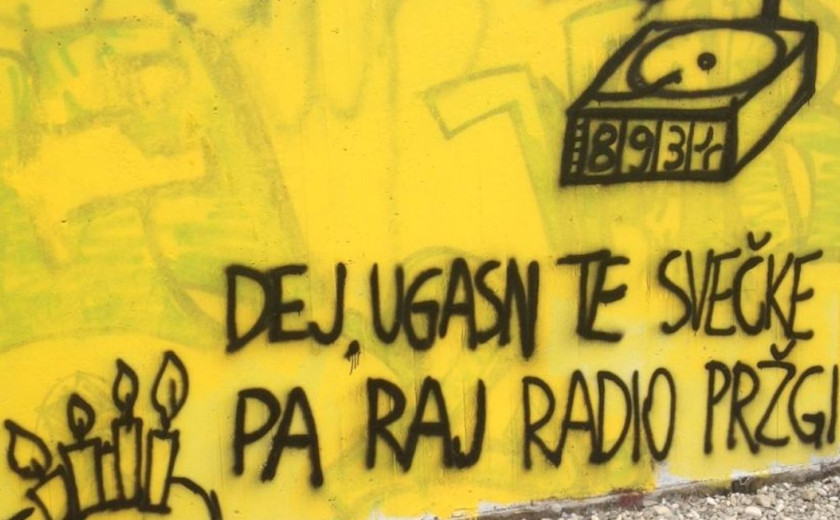 893
DEJ, UGASN TE SVEČKE
PA RAJ RADIO PRŽGI